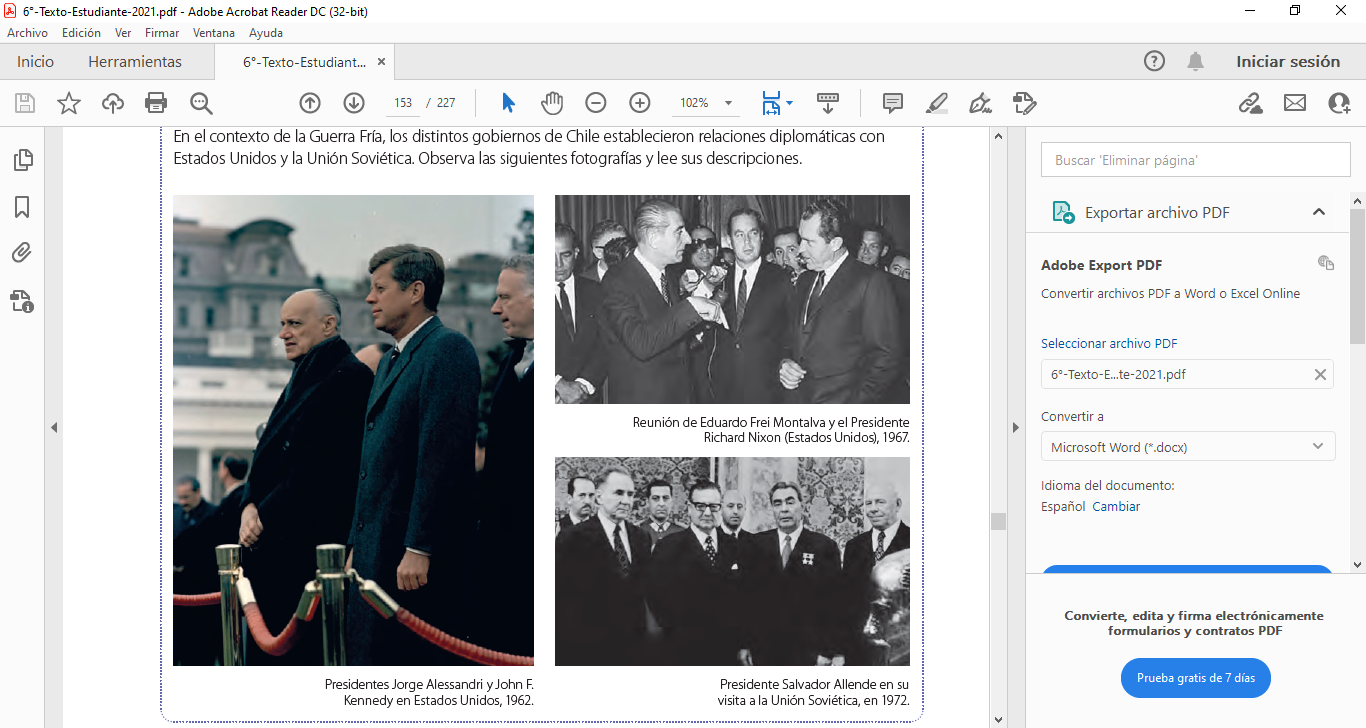 6°-Texto-Estudiante-2021.pdf - Adobe Acrobat Reader DC (32-bit)
Archivo Edición Ver Firmar Ventana Ayuda
Inicio Herramientas 6°-Texto-Estudiant... × Iniciar sesión
153 / 227 102%
En el contexto de la Guerra Fría, los distintos gobiernos de Chile establecieron relaciones diplomáticas con
Estados Unidos y la Unión Soviética. Observa las siguientes fotografías y lee sus descripciones.
Reunión de Eduardo Frei Montalva y el Presidente
Richard Nixon (Estados Unidos), 1967.
Presidentes Jorge Alessandri y John F.
Kennedy en Estados Unidos, 1962.
Presidente Salvador Allende en su
visita a la Unión Soviética, en 1972.
Buscar 'Eliminar página'
Exportar archivo PDF
Adobe Export PDF
Convertir archivos PDF a Word o Excel Online
Seleccionar archivo PDF
6°-Texto-E...te-2021.pdf
Convertir a
Microsoft Word (*.docx)
Idioma del documento:
Español Cambiar
Convierte, edita y firma electrónicamente
formularios y contratos PDF
Prueba gratis de 7 días